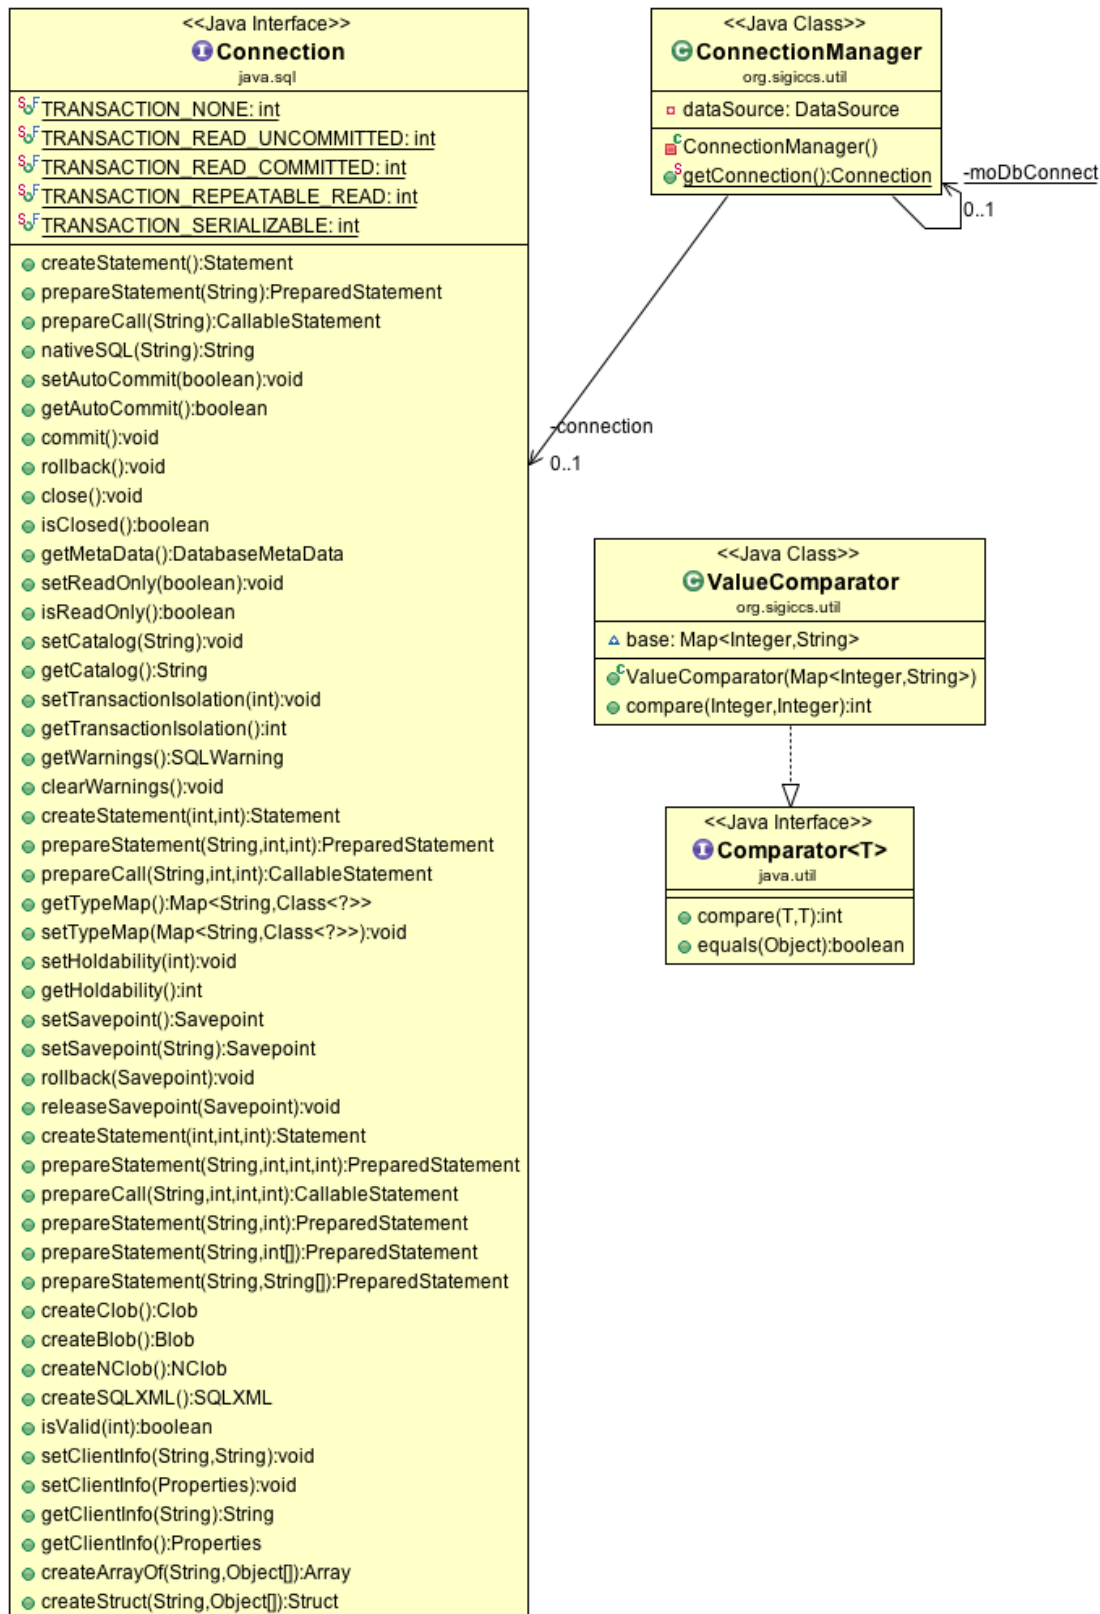 <<Java Interface>>
Connection
java.sql
TRANSACTION_NONE: int
TRANSACTION_READ_UNCOMMITTED: int
TRANSACTION_READ_COMMITTED: int
TRANSACTION_REPEATABLE_READ: int
TRANSACTION_SERIALIZABLE: int
createStatement():Statement
prepareStatement(String):PreparedStatement
prepareCall(String):CallableStatement
nativeSQL(String):String
setAutoCommit(boolean):void
getAutoCommit():boolean
commit():void
rollback():void
close():void
isClosed():boolean
getMetaData():DatabaseMetaData
setReadOnly(boolean):void
isReadOnly():boolean
setCatalog(String):void
getCatalog():String
setTransactionIsolation(int):void
getTransactionIsolation():int
getWarnings():SQLWarning
clearWarnings():void
createStatement(int,int):Statement
prepareStatement(String,int,int):PreparedStatement
prepareCall(String,int,int):CallableStatement
getTypeMap():Map<String,Class<?>>
setTypeMap(Map<String,Class<?>>):void
setHoldability(int):void
getHoldability():int
setSavepoint():Savepoint
setSavepoint(String):Savepoint
rollback(Savepoint):void
releaseSavepoint(Savepoint):void
createStatement(int,int,int):Statement
prepareStatement(String,int,int,int):PreparedStatement
prepareCall(String,int,int,int):CallableStatement
prepareStatement(String,int):PreparedStatement
prepareStatement(String,int[]):PreparedStatement
prepareStatement(String,String[]):PreparedStatement
createClob():Clob
createBlob():Blob
createNClob():NClob
createSQLXML():SQLXML
isValid(int):boolean
setClientInfo(String,String):void
setClientInfo(Properties):void
getClientInfo(String):String
getClientInfo():Properties
createArrayOf(String,Object[]):Array
createStruct(String,Object[]):Struct
<<Java Class>>
ConnectionManager
org.sigiccs.util
dataSource: DataSource
ConnectionManager()
getConnection():Connection
-moDbConnect
0..1
-connection
0..1
<<Java Class>>
ValueComparator
org.sigiccs.util
base: Map<Integer,String>
ValueComparator(Map<Integer,String>)
compare(Integer,Integer):int
<<Java Interface>>
Comparator<T>
java.util
compare(T,T):int
equals(Object):boolean